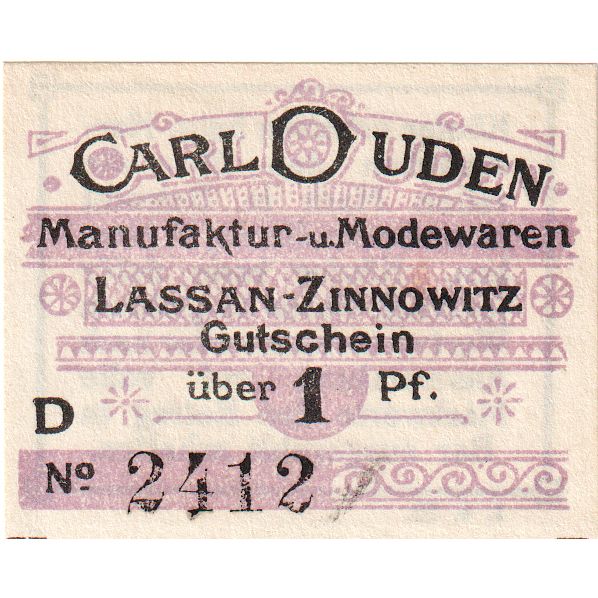 CARL OUDEN
Manufaktur-u.Modewaren
LASSAN-ZINNOWITZ
Gutschein
über 1 Pf.
D
No 2412